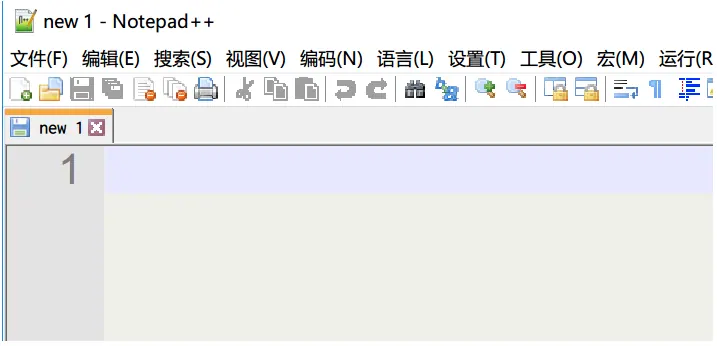 new 1 - Notepad++
文件(F) 编辑(E) 搜索(S) 视图(V) 编码(N) 语言(L) 设置(T) 工具(O) 宏(M) 运行(R
new 1
1